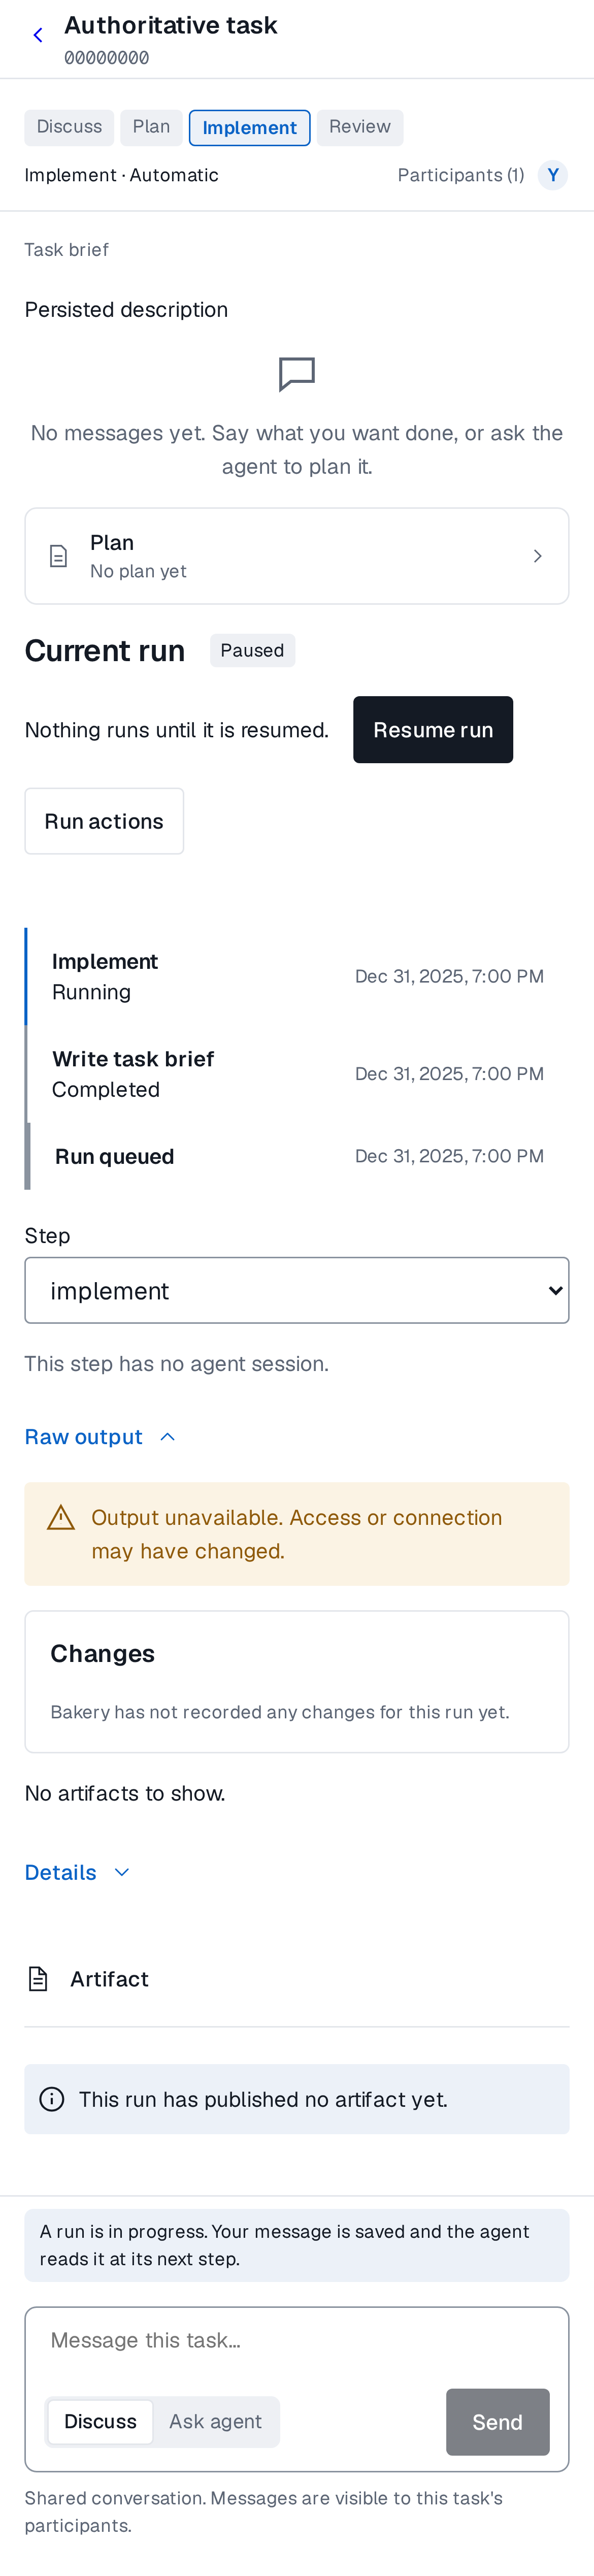 Authoritative task
00000000
Discuss
Plan
Implement
Review
Implement · Automatic
Participants (1)
Y
Task brief
Persisted description
No messages yet. Say what you want done, or ask the
agent to plan it.
Plan
No plan yet
Current run
Paused
Nothing runs until it is resumed.
Resume run
Run actions
Implement
Running
Dec 31, 2025, 7:00 PM
Write task brief
Completed
Dec 31, 2025, 7:00 PM
Run queued
Dec 31, 2025, 7:00 PM
Step
implement
This step has no agent session.
Raw output
Output unavailable. Access or connection
may have changed.
Changes
Bakery has not recorded any changes for this run yet.
No artifacts to show.
Details
Artifact
This run has published no artifact yet.
A run is in progress. Your message is saved and the agent
reads it at its next step.
Message this task...
Discuss
Ask agent
Send
Shared conversation. Messages are visible to this task's
participants.